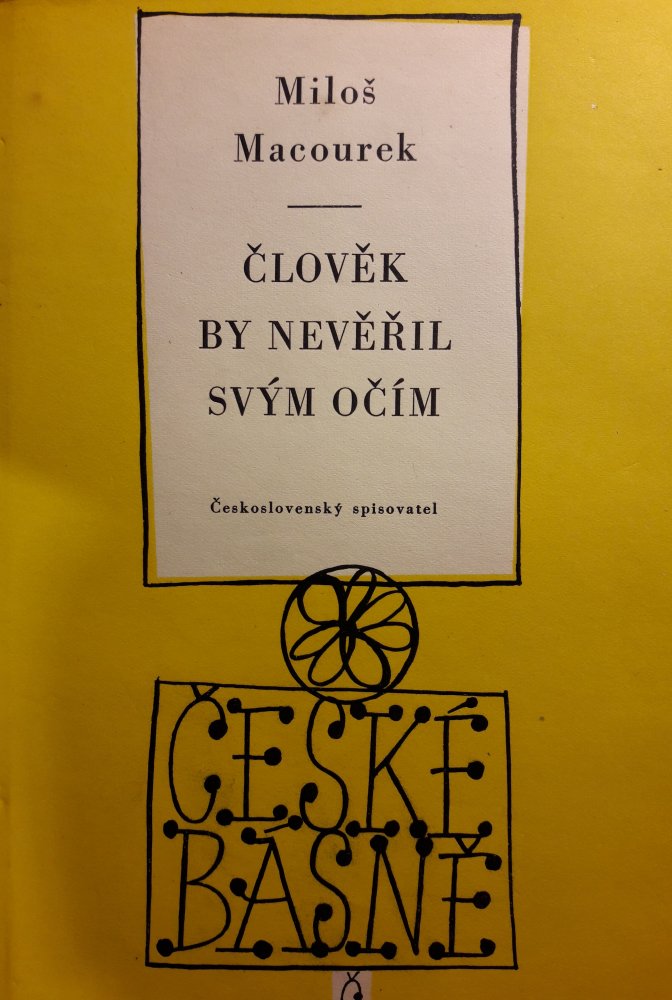 Miloš
Macourek
ČLOVĚK
BY NEVĚŘIL
SVÝM OČÍM
Československý spisovatel
ČESKÉ
BÁSNĚ
Č